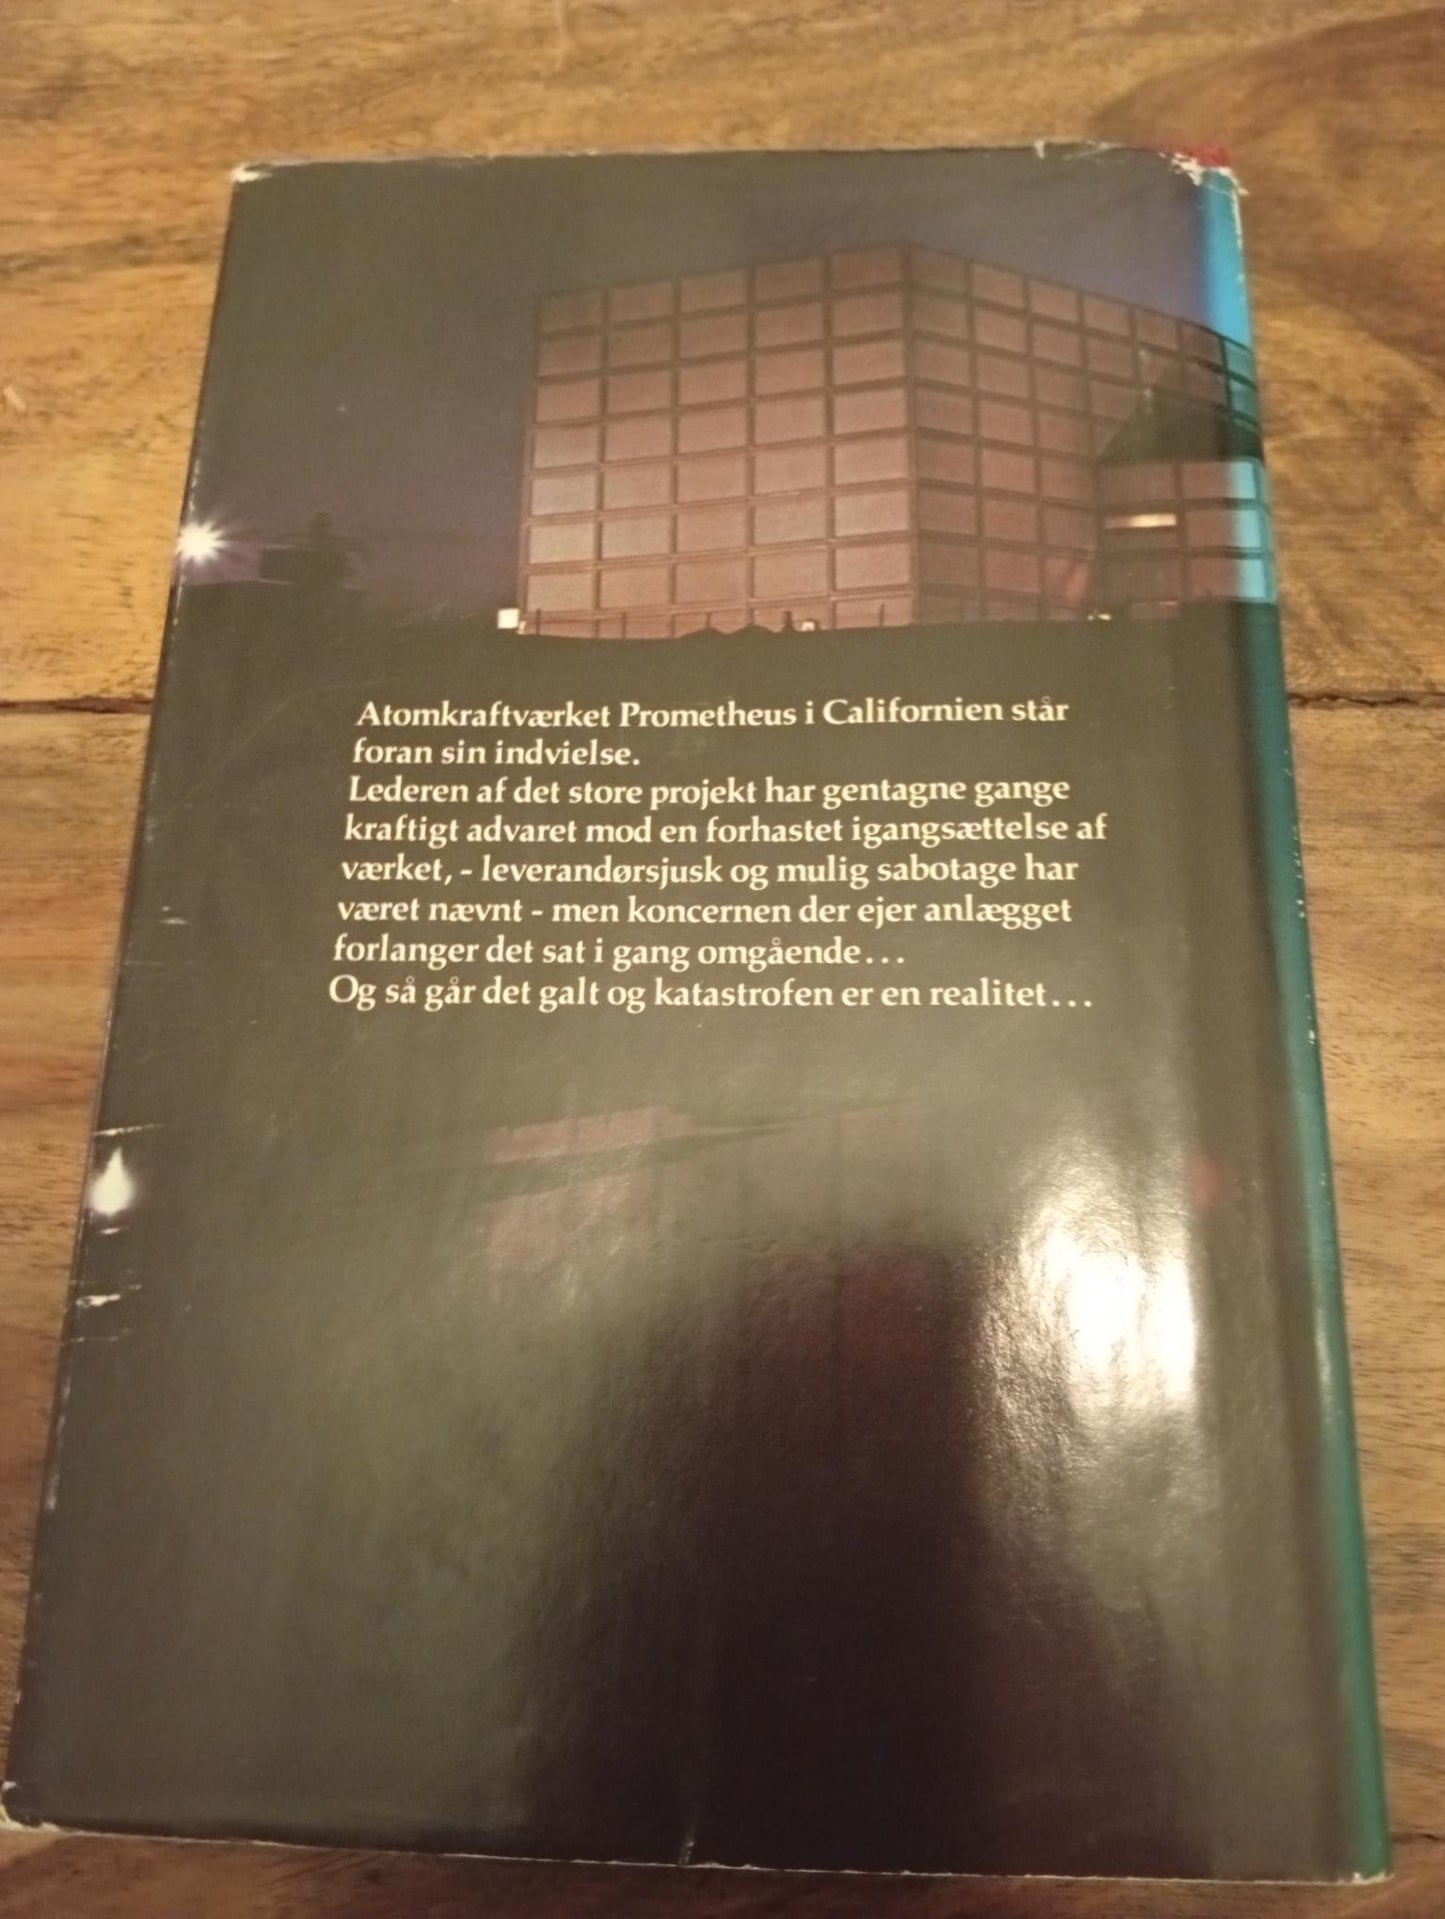 Atomkraftværket Prometheus i Californien står
foran sin indvielse.
Lederen af det store projekt har gentagne gange
kraftigt advaret mod en forhastet igangsættelse af
værket, - leverandørsjusk og mulig sabotage har
været nævnt - men koncernen der ejer anlægget
forlanger det sat i gang omgående...
Og så går det galt og katastrofen er en realitet...